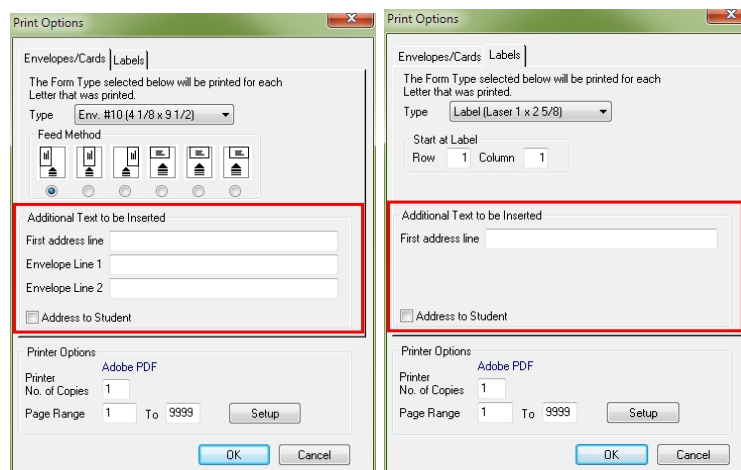 Print Options
Envelopes/Cards Labels
The Form Type selected below will be printed for each
Letter that was printed.
Type Env. #10 (4 1/8 x 9 1/2)
Feed Method
Additional Text to be Inserted
First address line
Envelope Line 1
Envelope Line 2
Address to Student
Printer Options
Adobe PDF
Printer
No. of Copies 1
Page Range 1 To 9999 Setup
OK Cancel
Print Options
Envelopes/Cards Labels
The Form Type selected below will be printed for each
Letter that was printed.
Type Label (Laser 1 x 2 5/8)
Start at Label
Row 1 Column 1
Additional Text to be Inserted
First address line
Address to Student
Printer Options
Adobe PDF
Printer
No. of Copies 1
Page Range 1 To 9999 Setup
OK Cancel